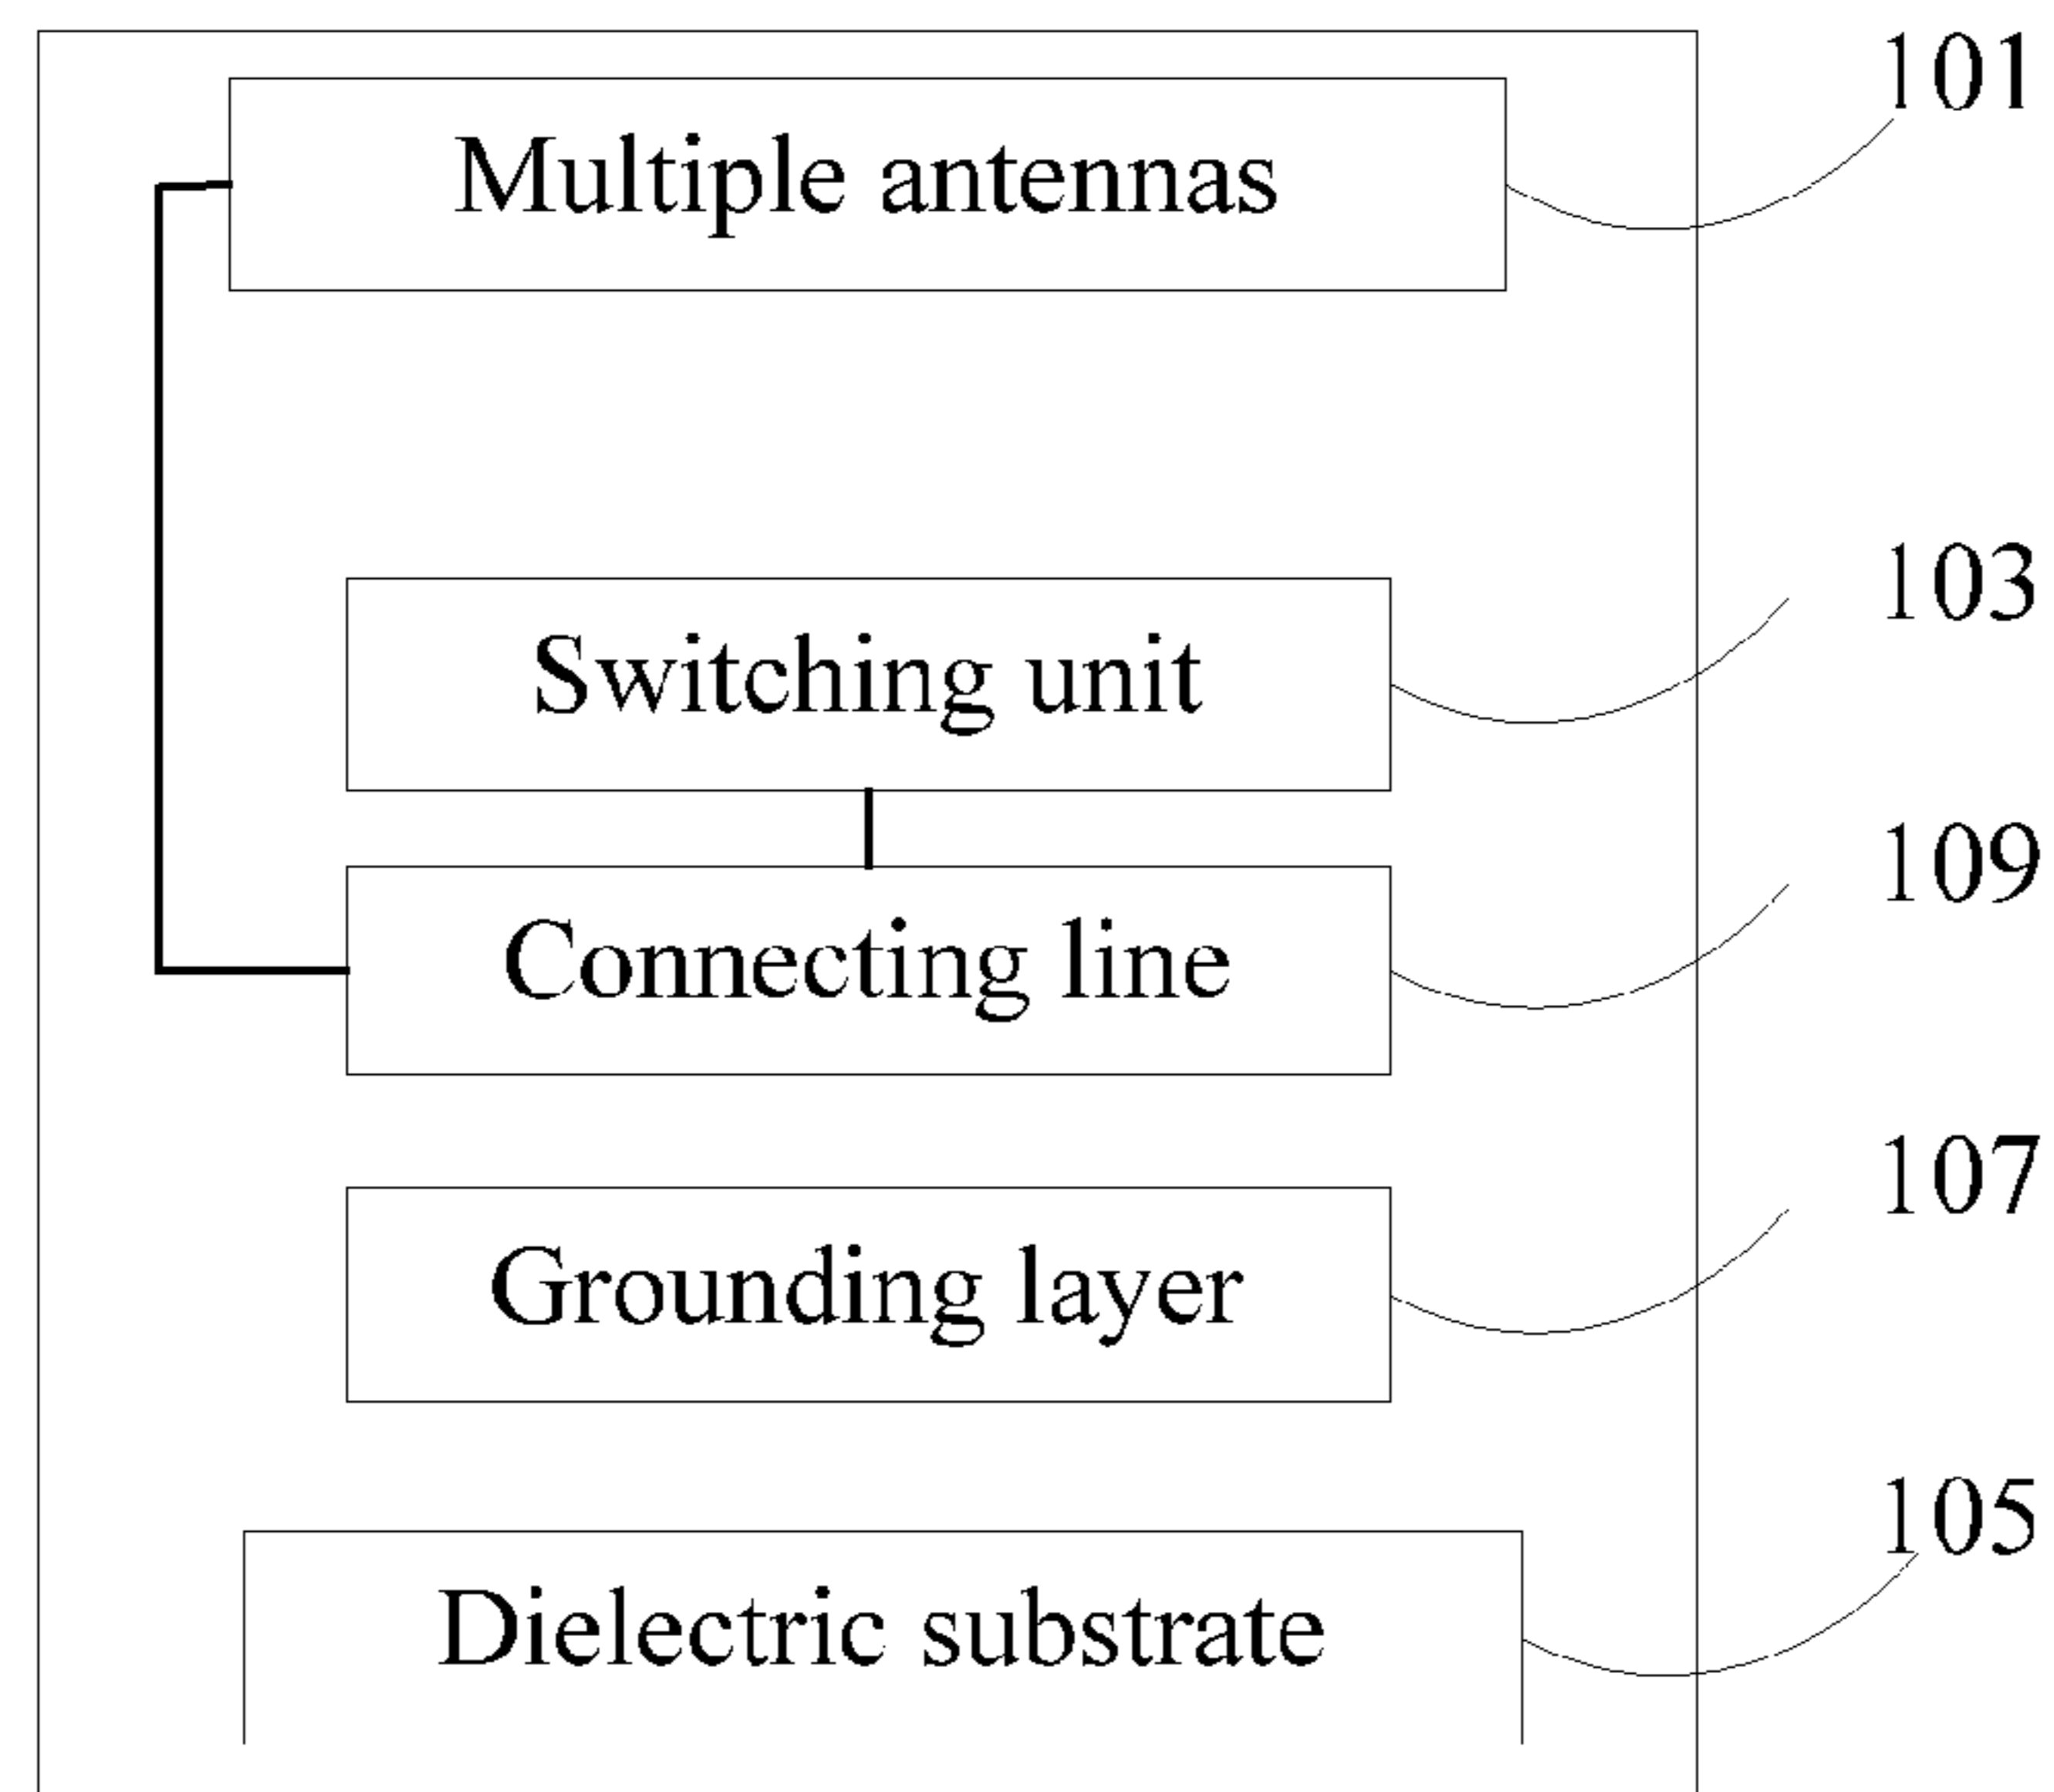 101
Multiple antennas
103
Switching unit
109
Connecting line
107
Grounding layer
105
Dielectric substrate